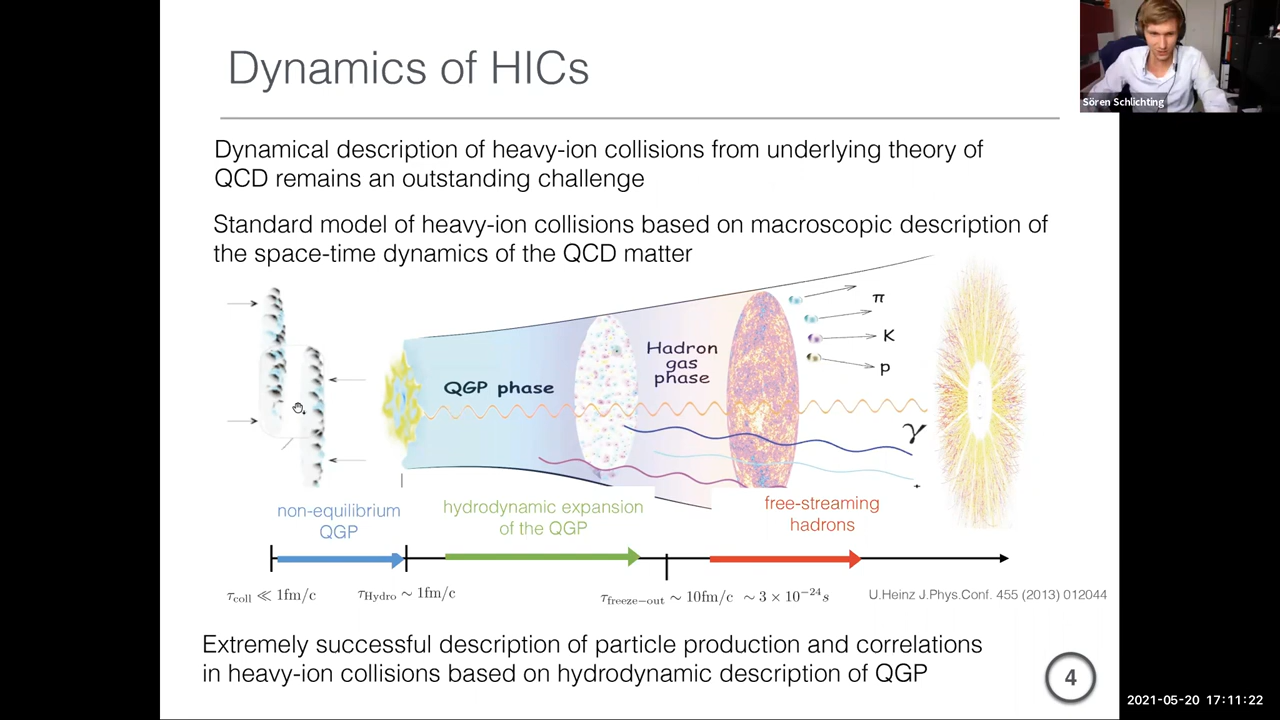 Dynamics of HICs
Sören Schlichting
Dynamical description of heavy-ion collisions from underlying theory of
QCD remains an outstanding challenge
Standard model of heavy-ion collisions based on macroscopic description of
the space-time dynamics of the QCD matter
QGP phase
Hadron
gas
phase
π
K
p
γ
non-equilibrium
QGP
hydrodynamic expansion
of the QGP
free-streaming
hadrons
τcoll ≪ 1fm/c
τHydro ∼ 1fm/c
τfreeze−out ∼ 10fm/c ∼ 3 × 10⁻²⁴s
U.Heinz J.Phys.Conf. 455 (2013) 012044
Extremely successful description of particle production and correlations
in heavy-ion collisions based on hydrodynamic description of QGP
4
2021-05-20 17:11:22